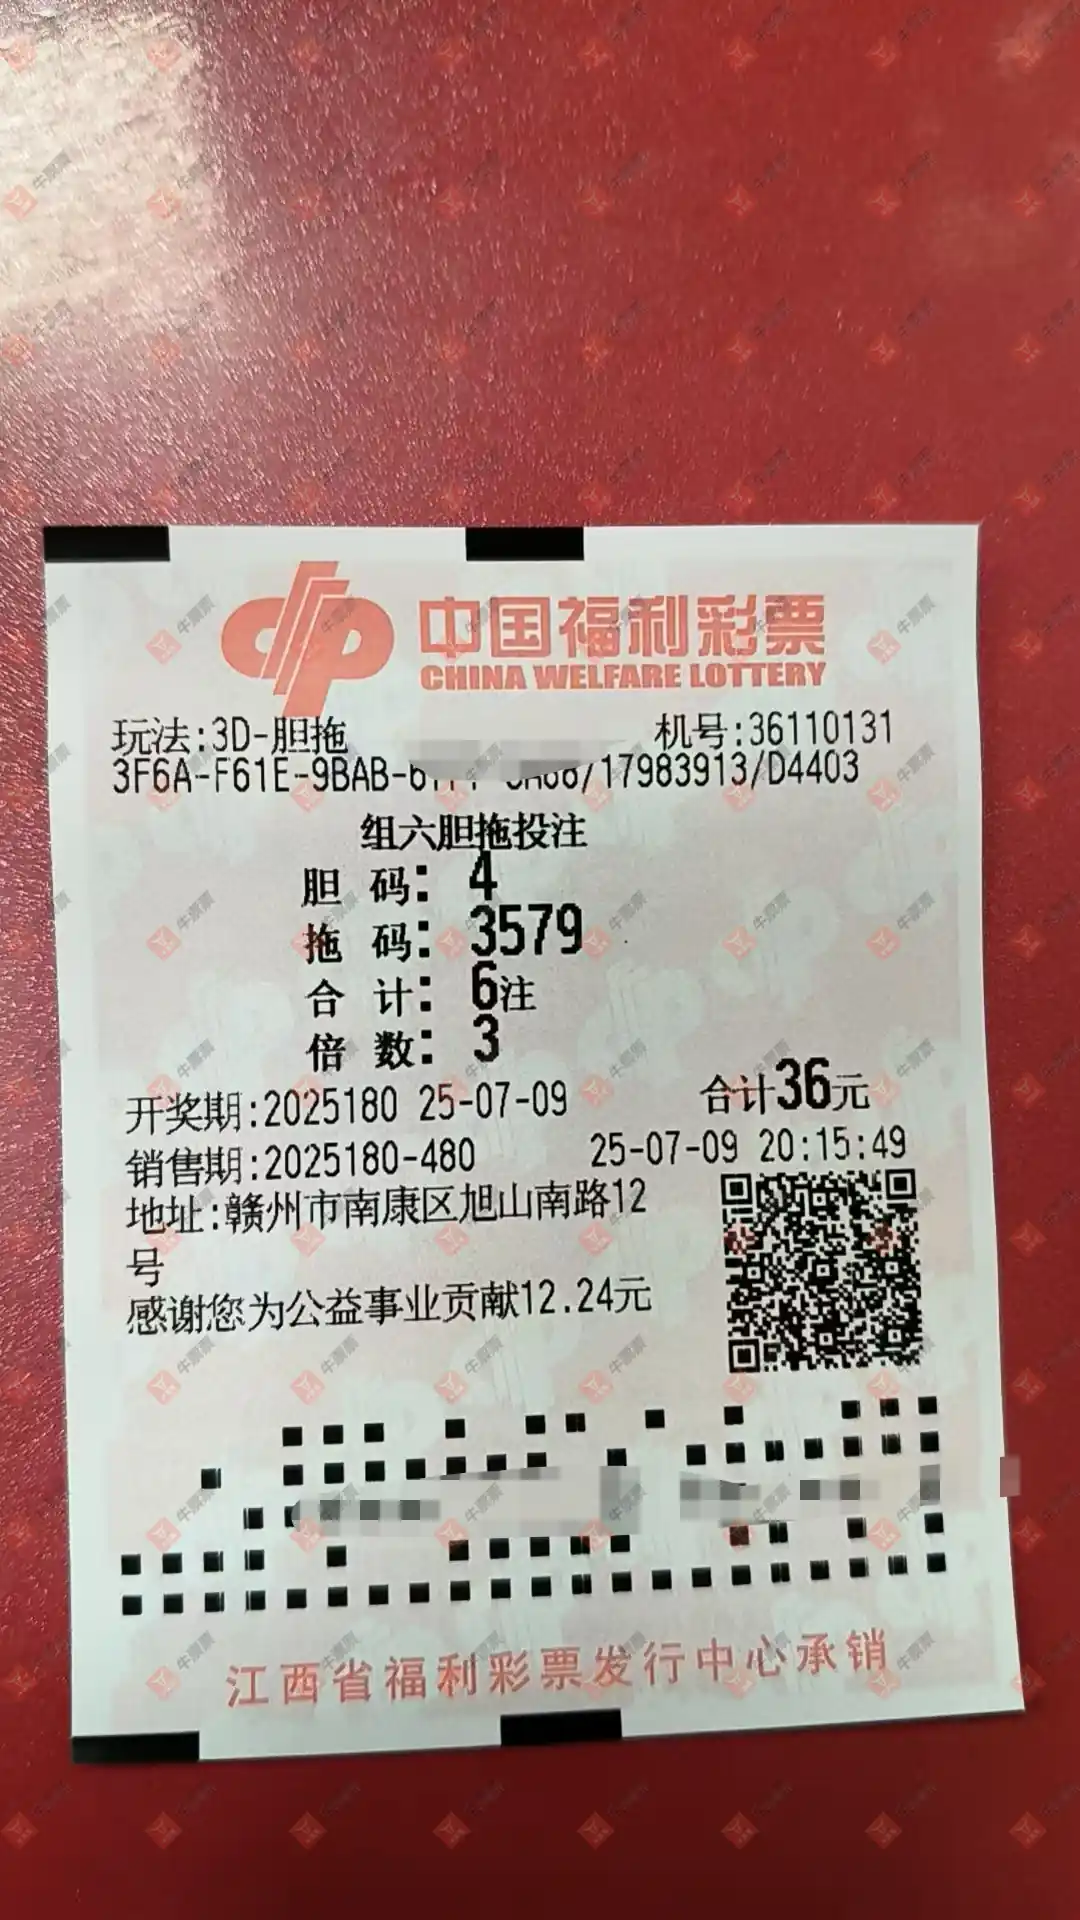 中国福利彩票
CHINA WELFARE LOTTERY
玩法:3D-胆拖 机号:36110131
3F6A-F61E-9BAB- /17983913/D4403
组六胆拖投注
胆 码: 4
拖 码: 3579
合 计: 6注
倍 数: 3
开奖期:2025180 25-07-09 合计36元
销售期:2025180-480 25-07-09 20:15:49
地址:赣州市南康区旭山南路12
号
感谢您为公益事业贡献12.24元
江西省福利彩票发行中心承销
牛票票